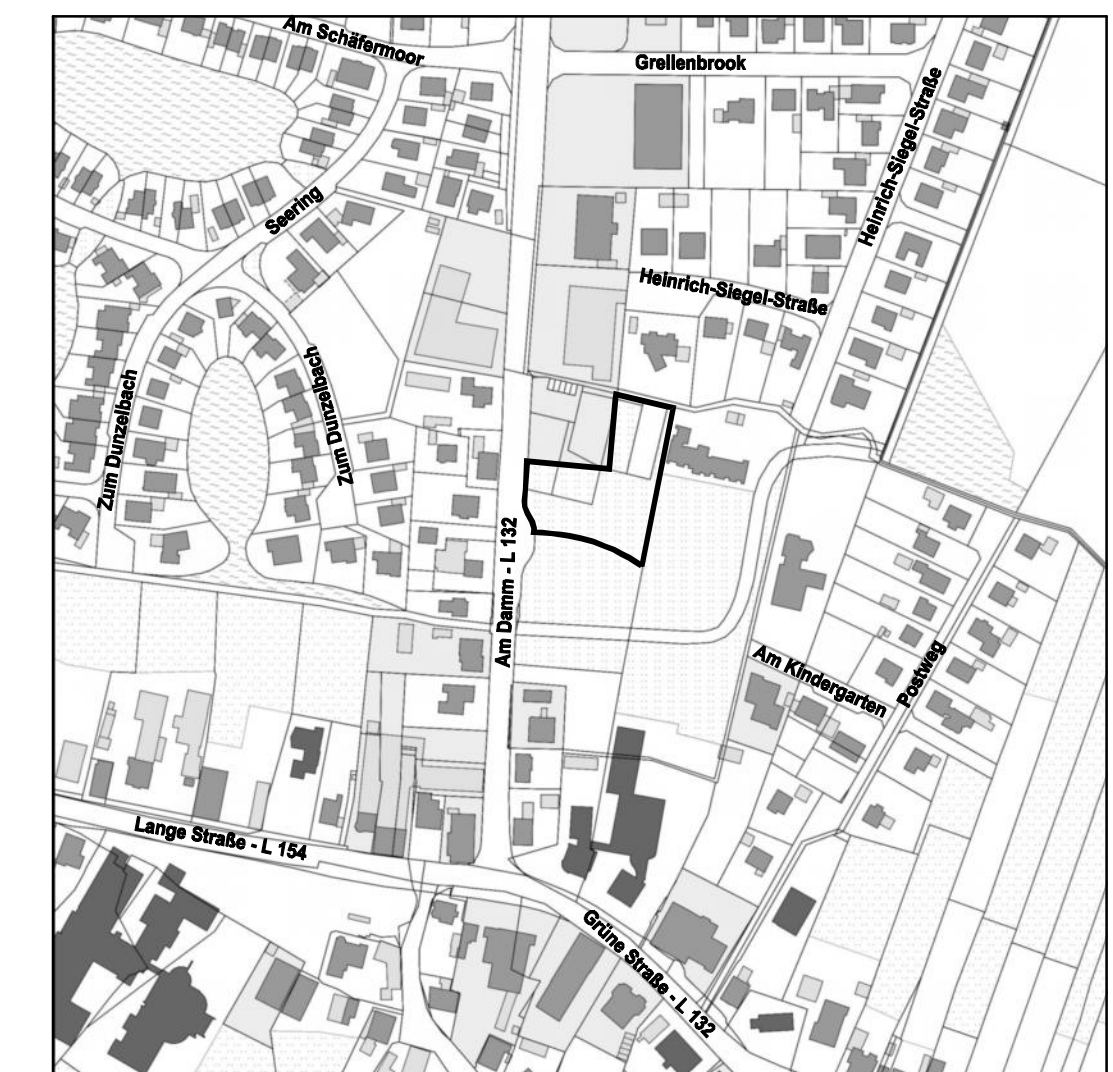 Am Schäfermoor
Grellenbrook
Heinrich-Siegel-Straße
Seering
Heinrich-Siegel-Straße
Zum Dunzelbach
Zum Dunzelbach
Am Damm - L 132
Am Kindergarten
Postweg
Lange Straße - L 154
Grüne Straße - L 132